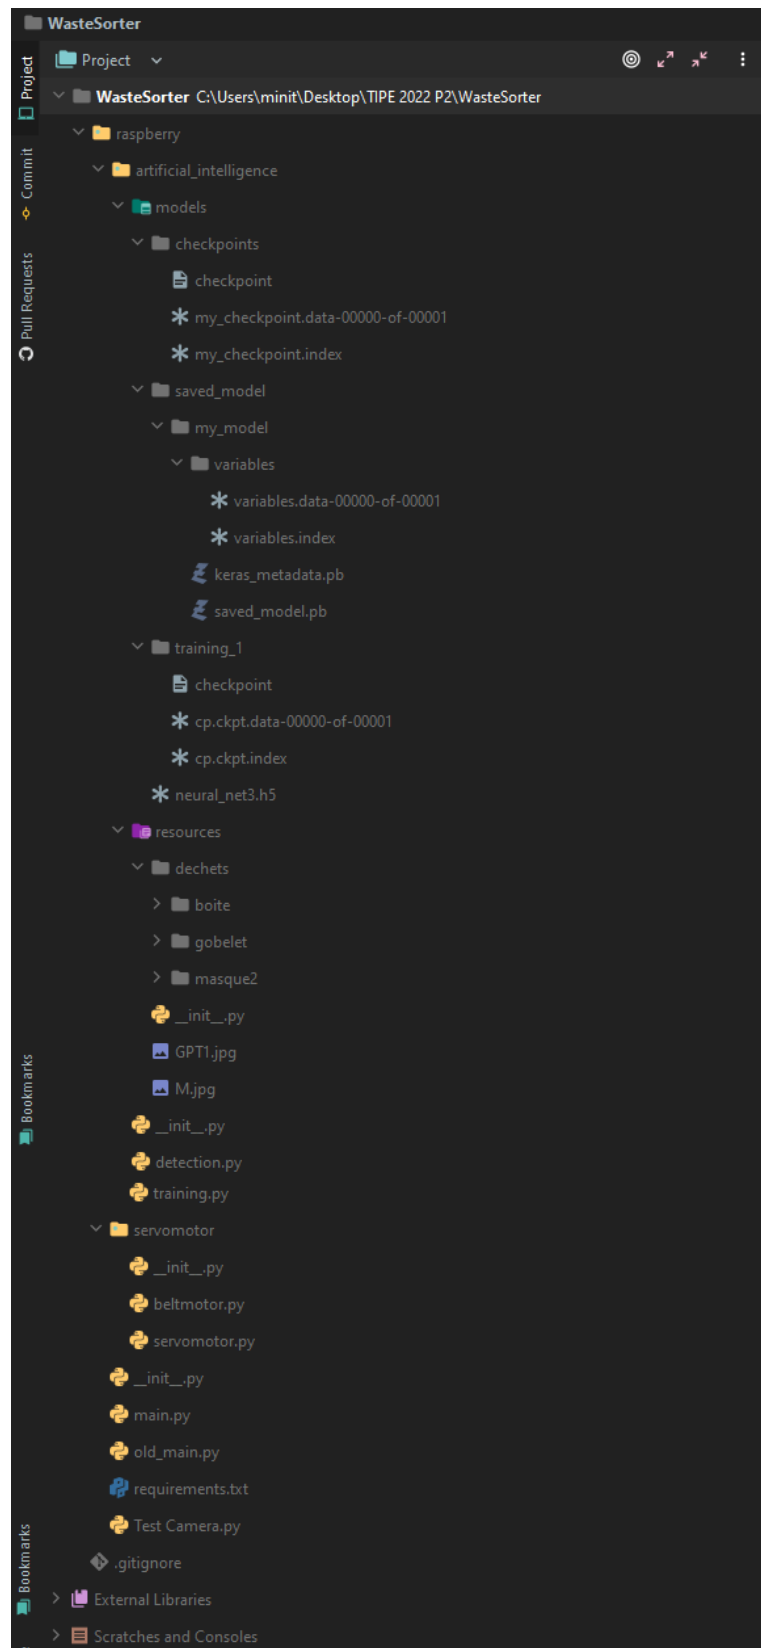 WasteSorter
Project
WasteSorter C:\Users\minit\Desktop\TIPE 2022 P2\WasteSorter
raspberry
artificial_intelligence
models
checkpoints
checkpoint
my_checkpoint.data-00000-of-00001
my_checkpoint.index
saved_model
my_model
variables
variables.data-00000-of-00001
variables.index
keras_metadata.pb
saved_model.pb
training_1
checkpoint
cp.ckpt.data-00000-of-00001
cp.ckpt.index
neural_net3.h5
resources
dechets
boite
gobelet
masque2
__init__.py
GPT1.jpg
M.jpg
__init__.py
detection.py
training.py
servomotor
__init__.py
beltmotor.py
servomotor.py
__init__.py
main.py
old_main.py
requirements.txt
Test Camera.py
.gitignore
External Libraries
Scratches and Consoles
Project
Commit
Pull Requests
Bookmarks
Bookmarks